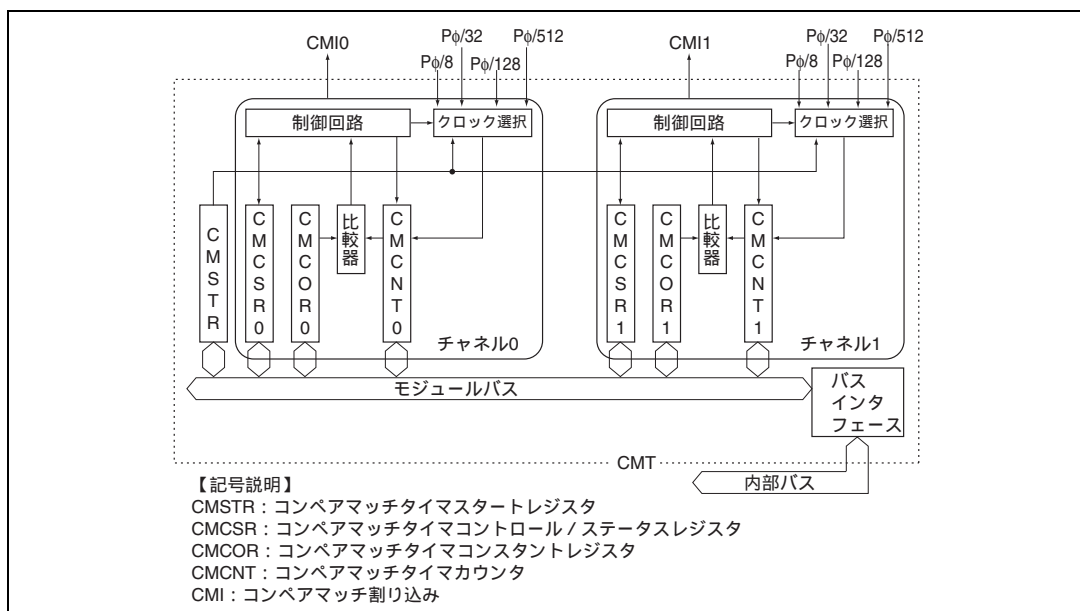 CMI0
Pφ/32
Pφ/512
Pφ/8
Pφ/128
CMI1
Pφ/32
Pφ/512
Pφ/8
Pφ/128
制御回路
クロック選択
制御回路
クロック選択
CMSTR
CMCSR0
CMCOR0
比較器
CMCNT0
チャネル0
CMCSR1
CMCOR1
比較器
CMCNT1
チャネル1
モジュールバス
バス
インタ
フェース
CMT
内部バス
【記号説明】
CMSTR：コンペアマッチタイマスタートレジスタ
CMCSR：コンペアマッチタイマコントロール / ステータスレジスタ
CMCOR：コンペアマッチタイマコンスタントレジスタ
CMCNT：コンペアマッチタイマカウンタ
CMI：コンペアマッチ割り込み